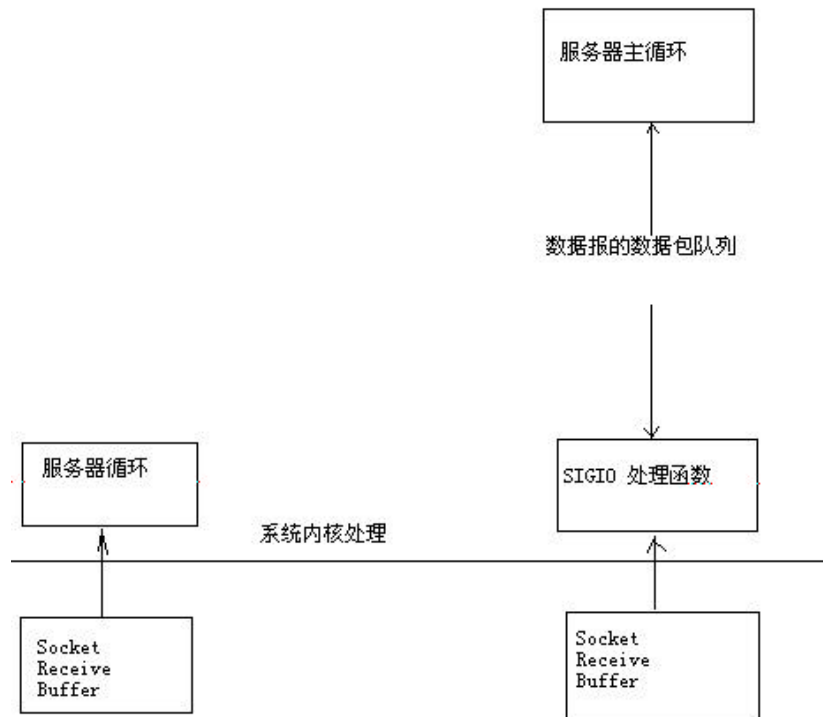 服务器主循环
数据报的数据包队列
服务器循环
SIGIO 处理函数
系统内核处理
Socket
Receive
Buffer
Socket
Receive
Buffer